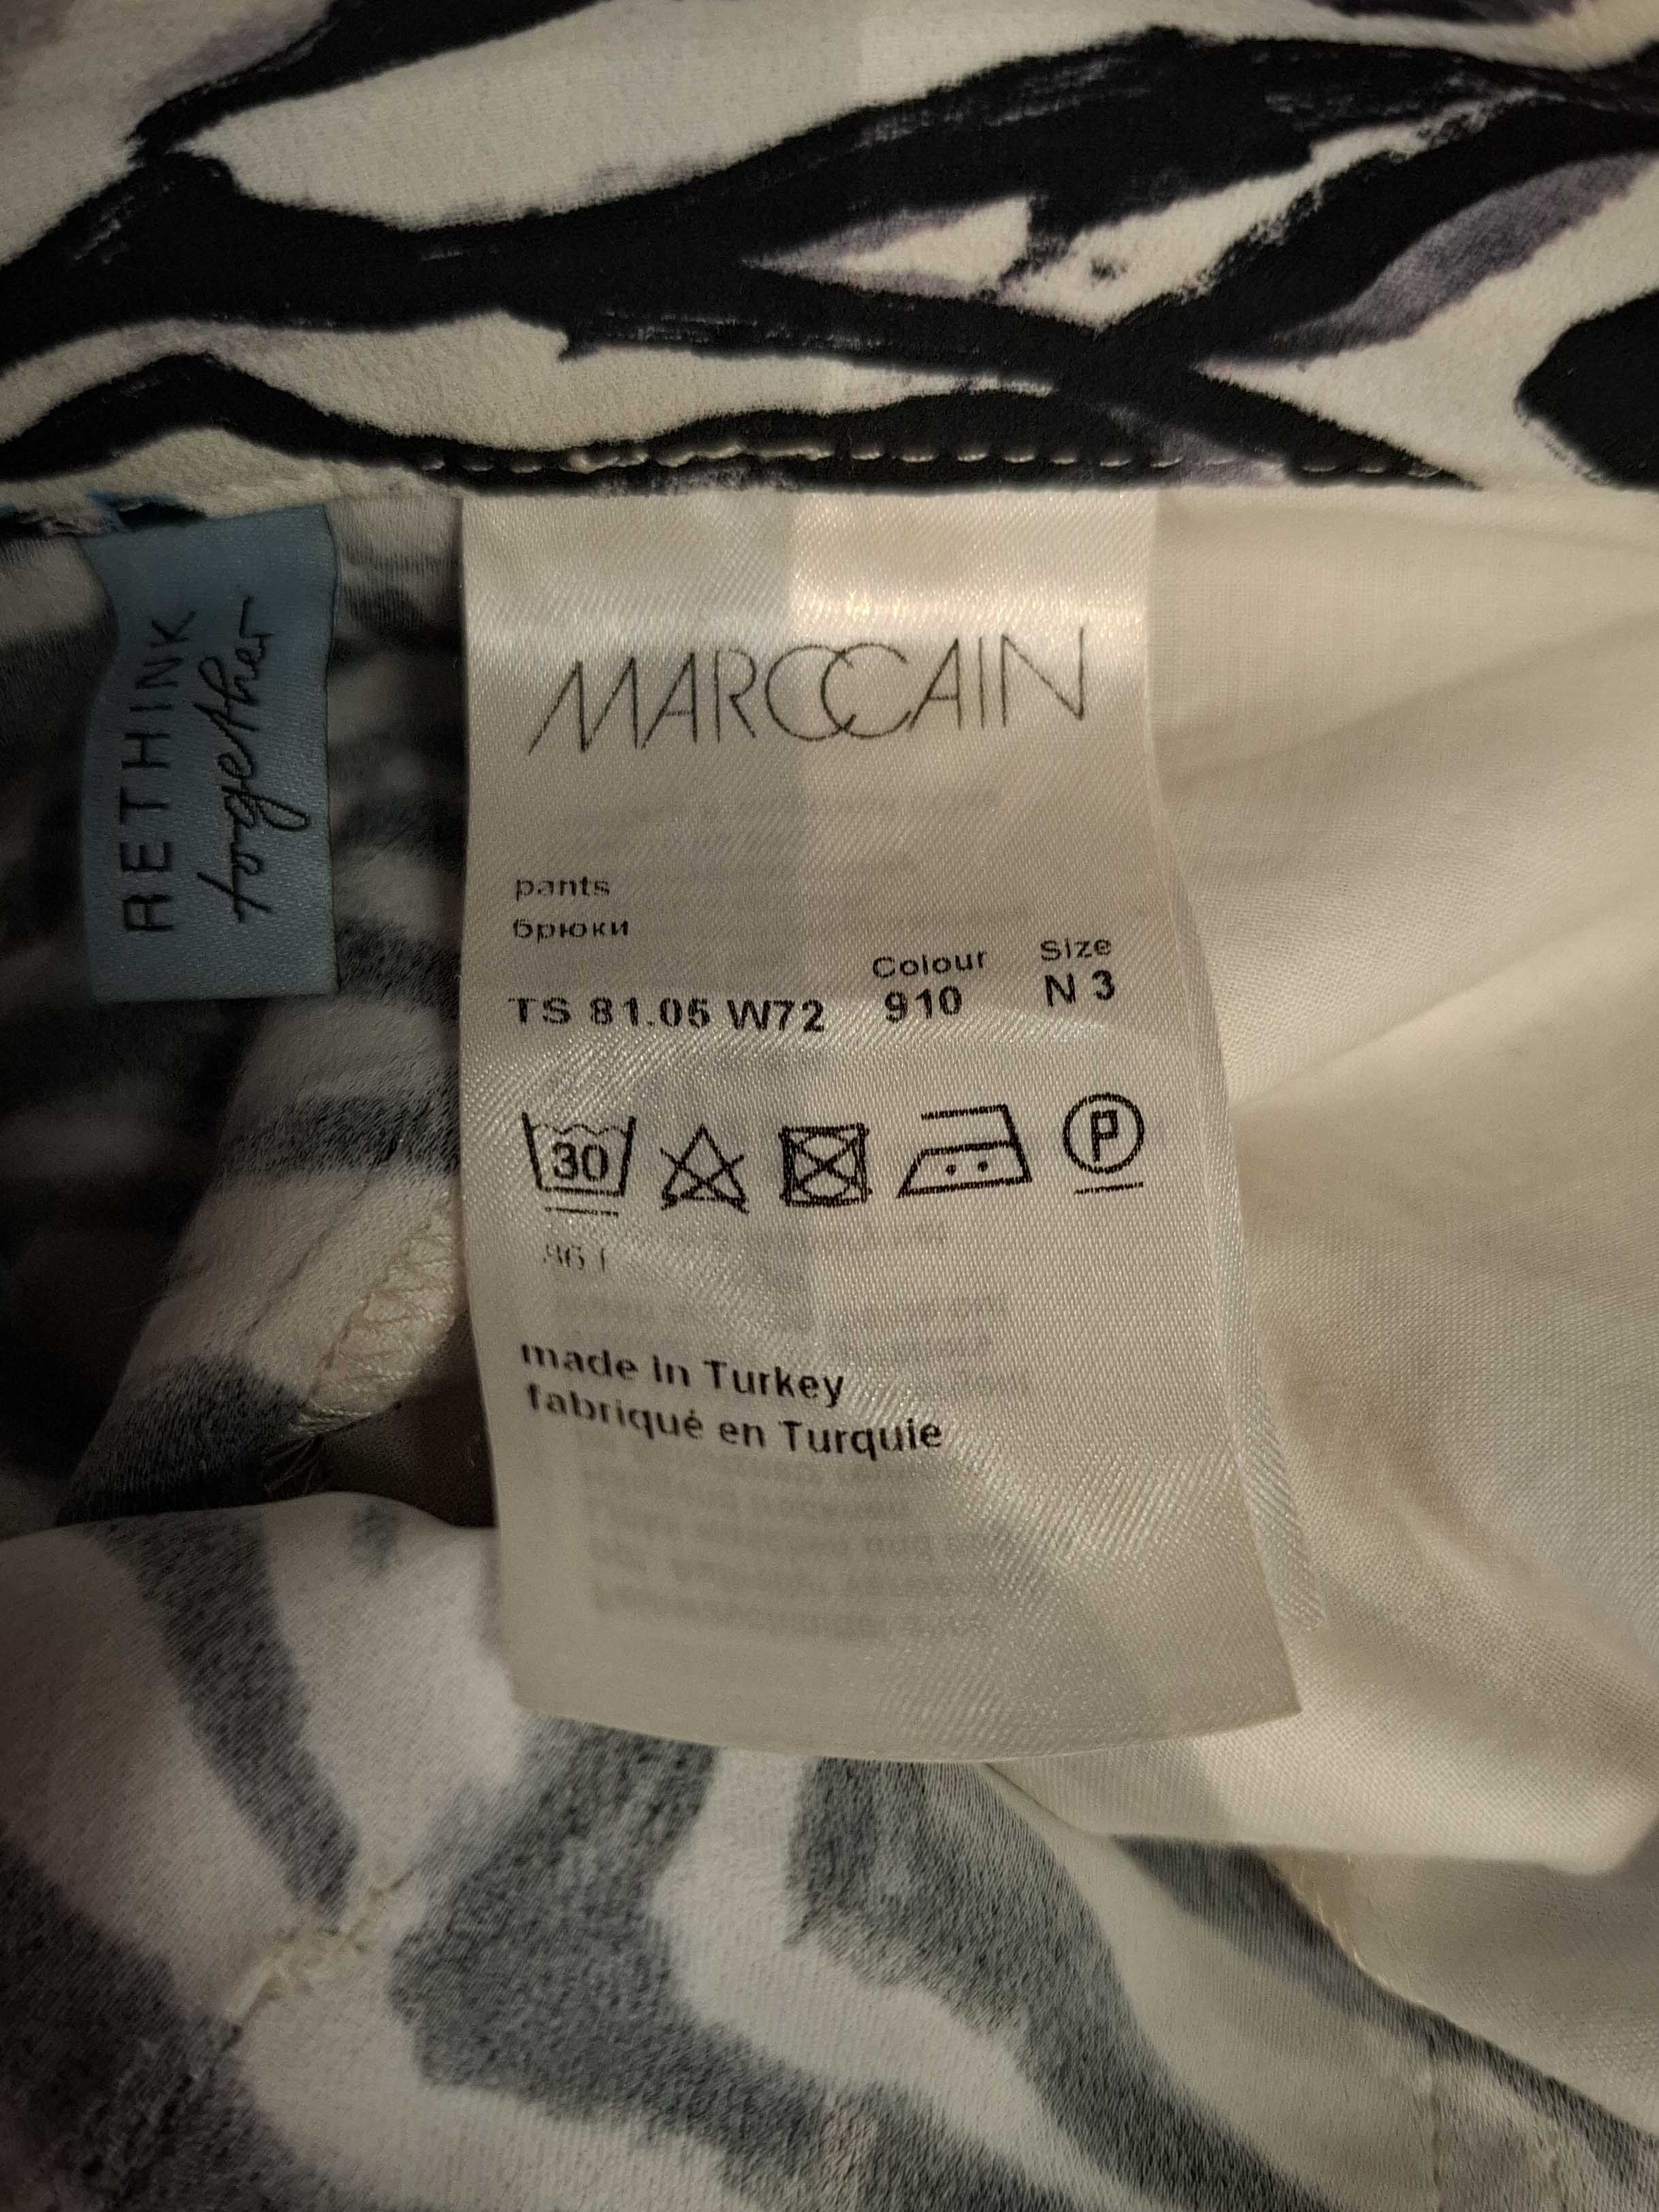 RETHINK
together
MARCCAIN
pants
брюки
Colour Size
TS 81.05 W72 910 N 3
30
P
made in Turkey
fabriqué en Turquie